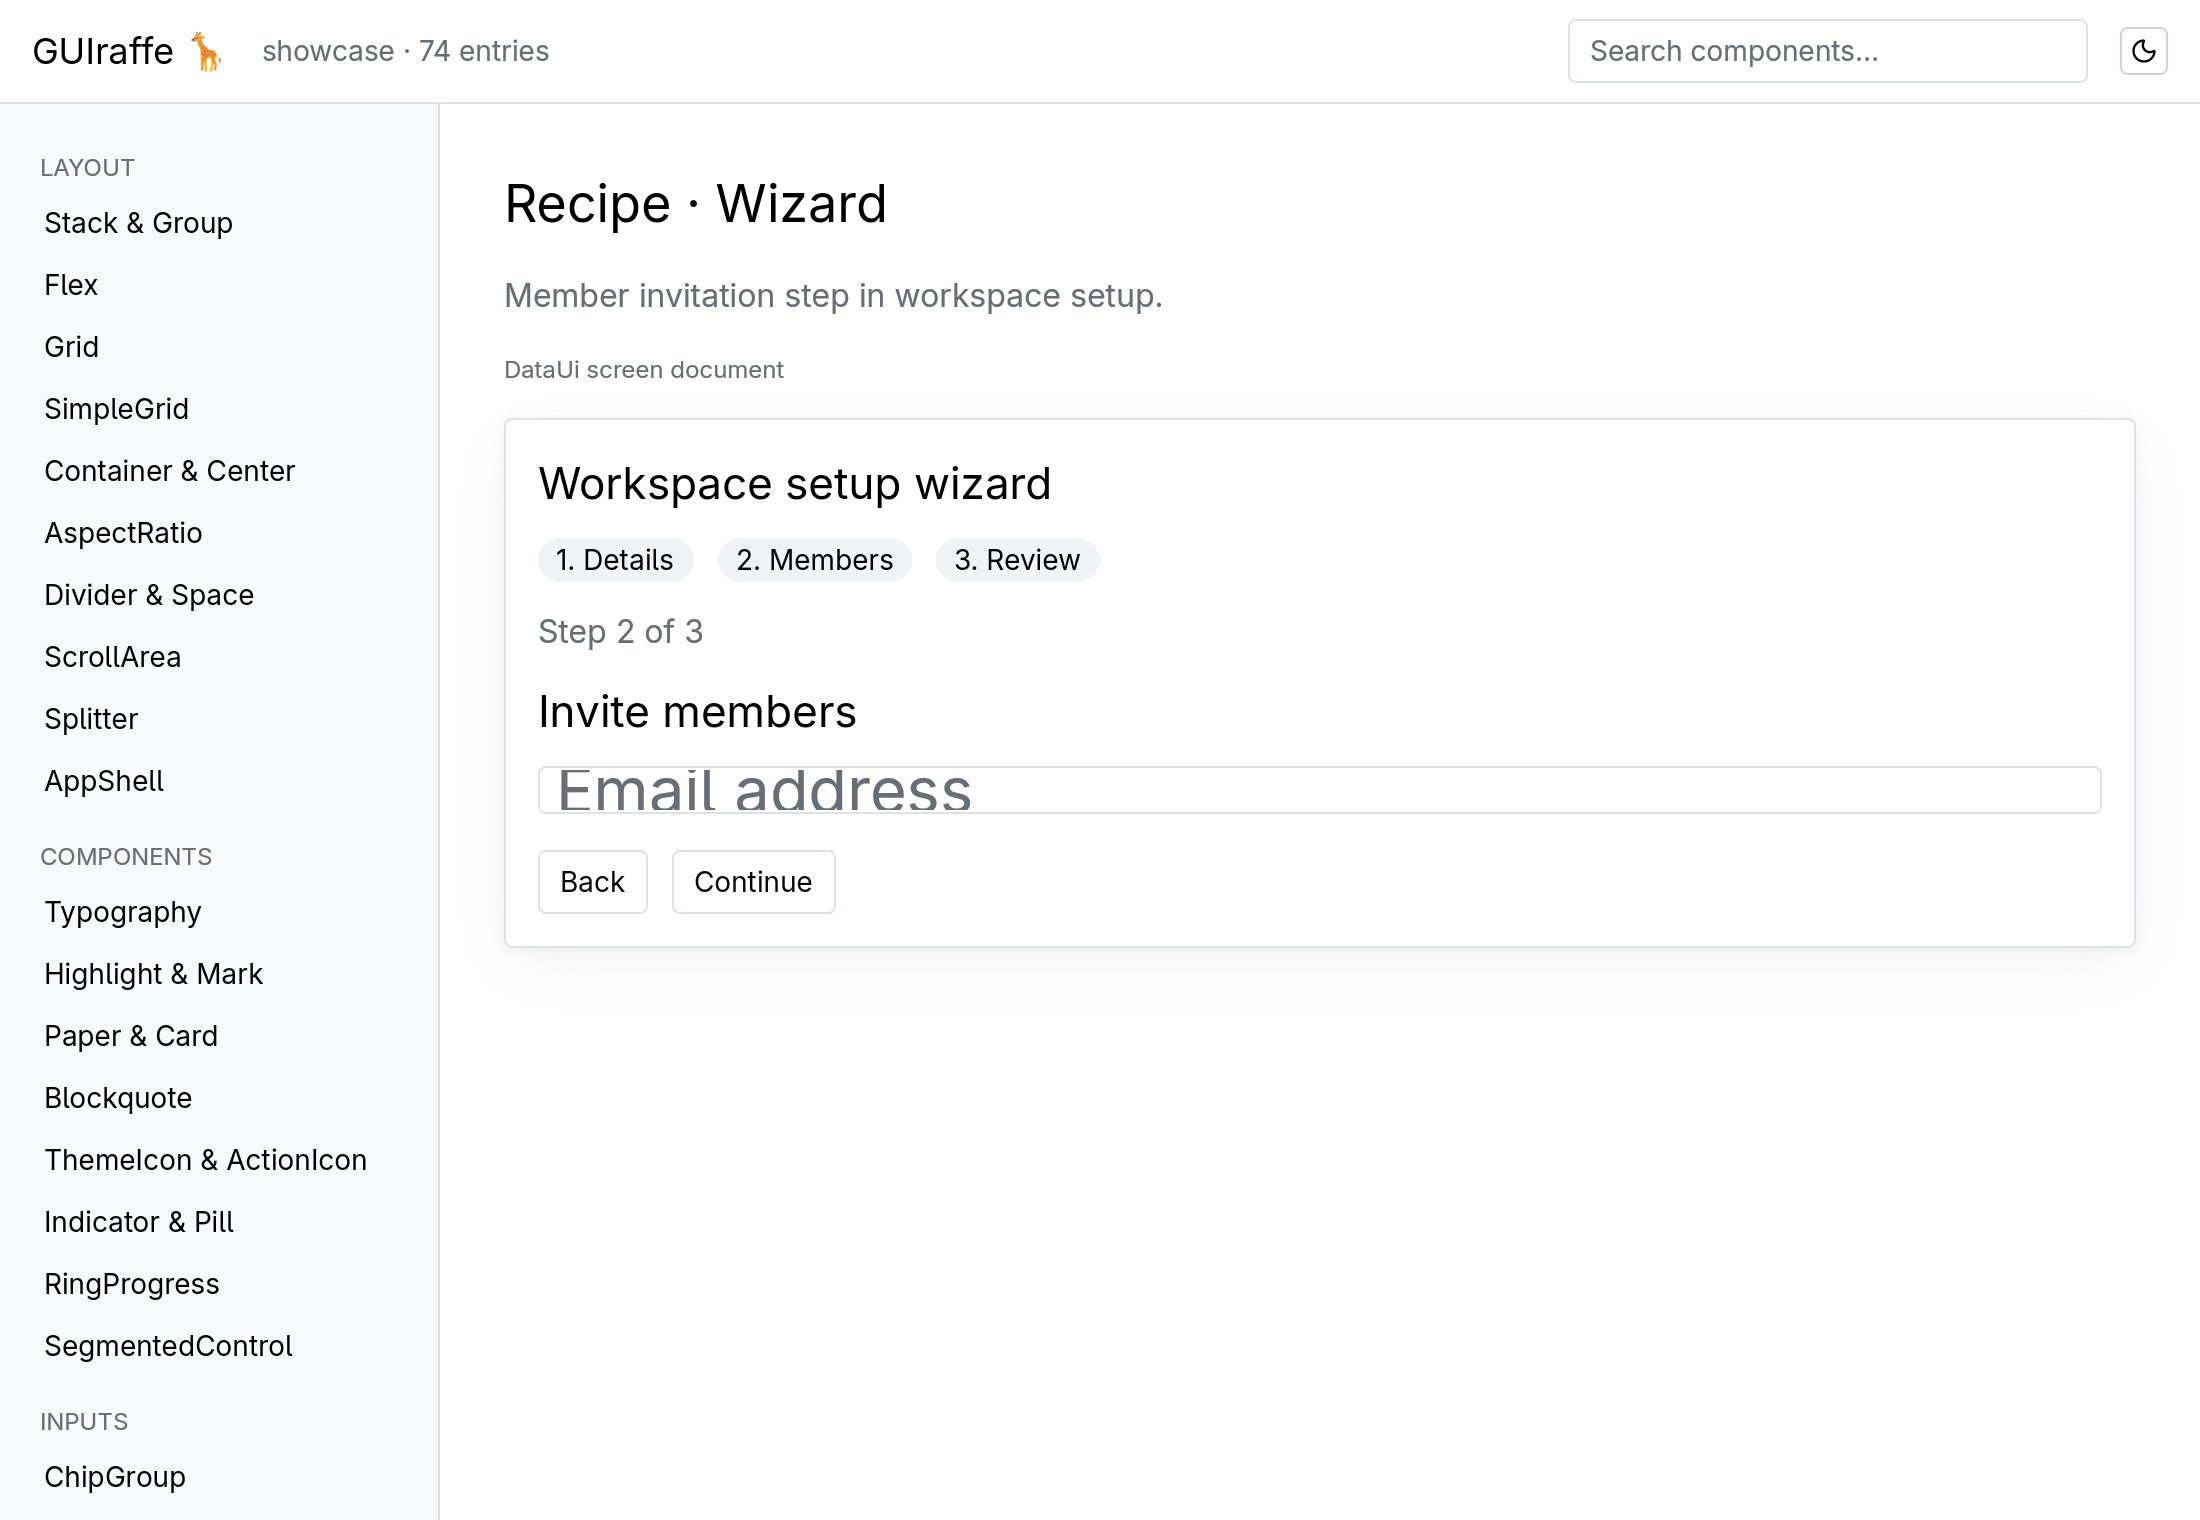 GUIraffe 🦒 showcase · 74 entries Search components...
LAYOUT
Stack & Group
Flex
Grid
SimpleGrid
Container & Center
AspectRatio
Divider & Space
ScrollArea
Splitter
AppShell
COMPONENTS
Typography
Highlight & Mark
Paper & Card
Blockquote
ThemeIcon & ActionIcon
Indicator & Pill
RingProgress
SegmentedControl
INPUTS
ChipGroup
Recipe · Wizard
Member invitation step in workspace setup.
DataUi screen document
Workspace setup wizard
1. Details 2. Members 3. Review
Step 2 of 3
Invite members
Email address
Back Continue